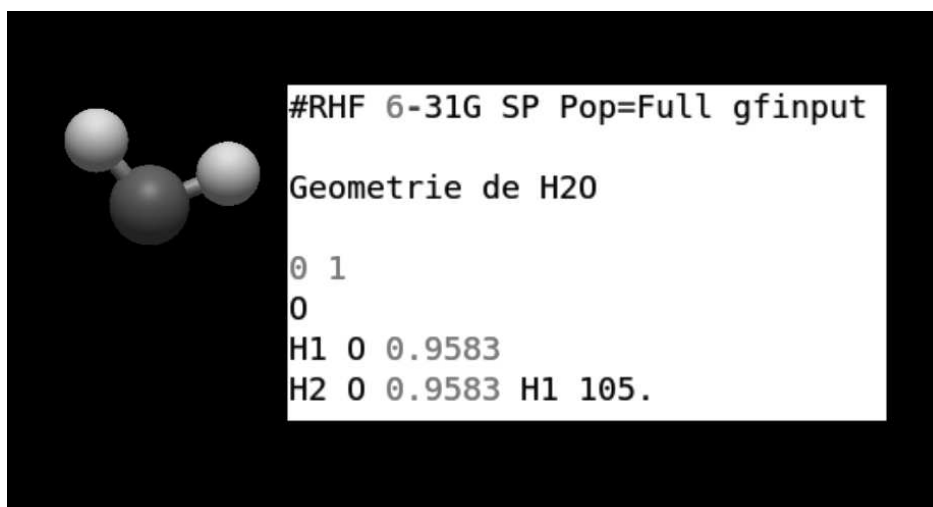 #RHF 6-31G SP Pop=Full gfinput
Geometrie de H2O
0 1
O
H1 O 0.9583
H2 O 0.9583 H1 105.